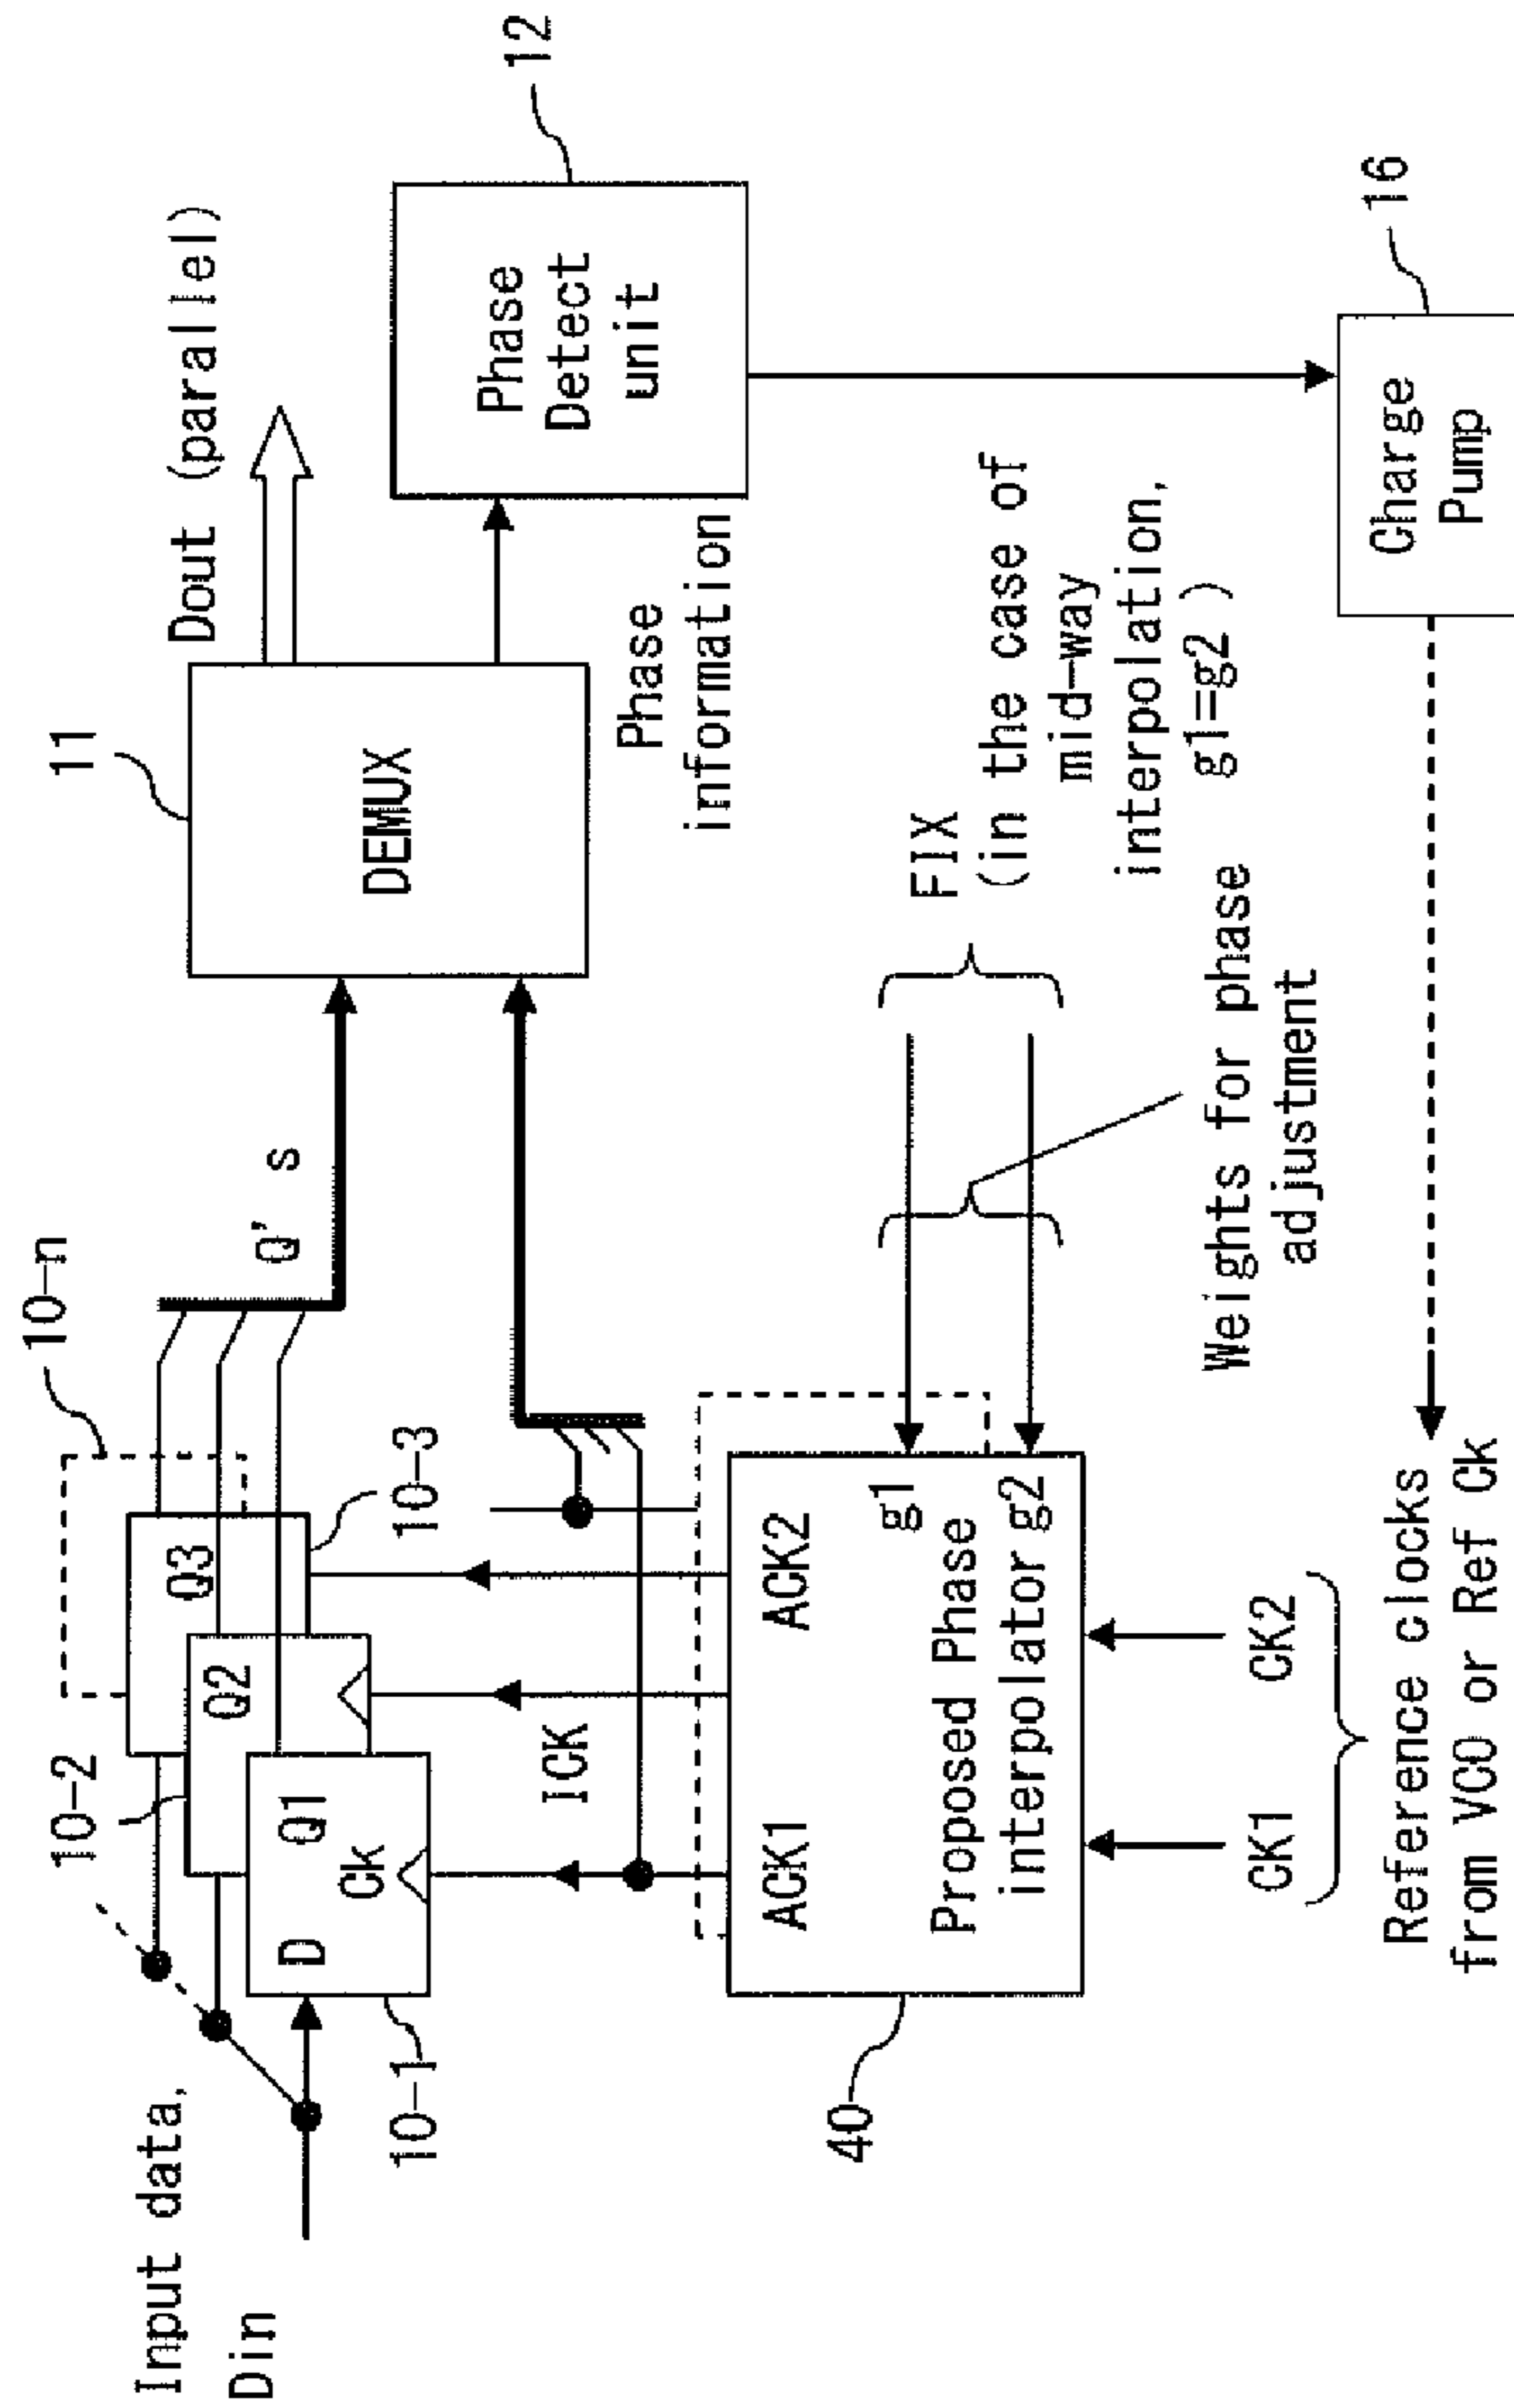 Input data,
Din
10-1
10-2
10-3
10-n
D
Q1
Ck
Q2
Q3
Q's
ICK
11
DEMUX
Dout (parallel)
Phase
information
12
Phase
Detect
unit
40
ACK1
ACK2
g1
Proposed Phase
interpolator g2
FIX
(in the case of
mid-way
interpolation,
g1=g2 )
Weights for phase
adjustment
CK1
CK2
Reference clocks
from VCO or Ref Ck
16
Charge
Pump